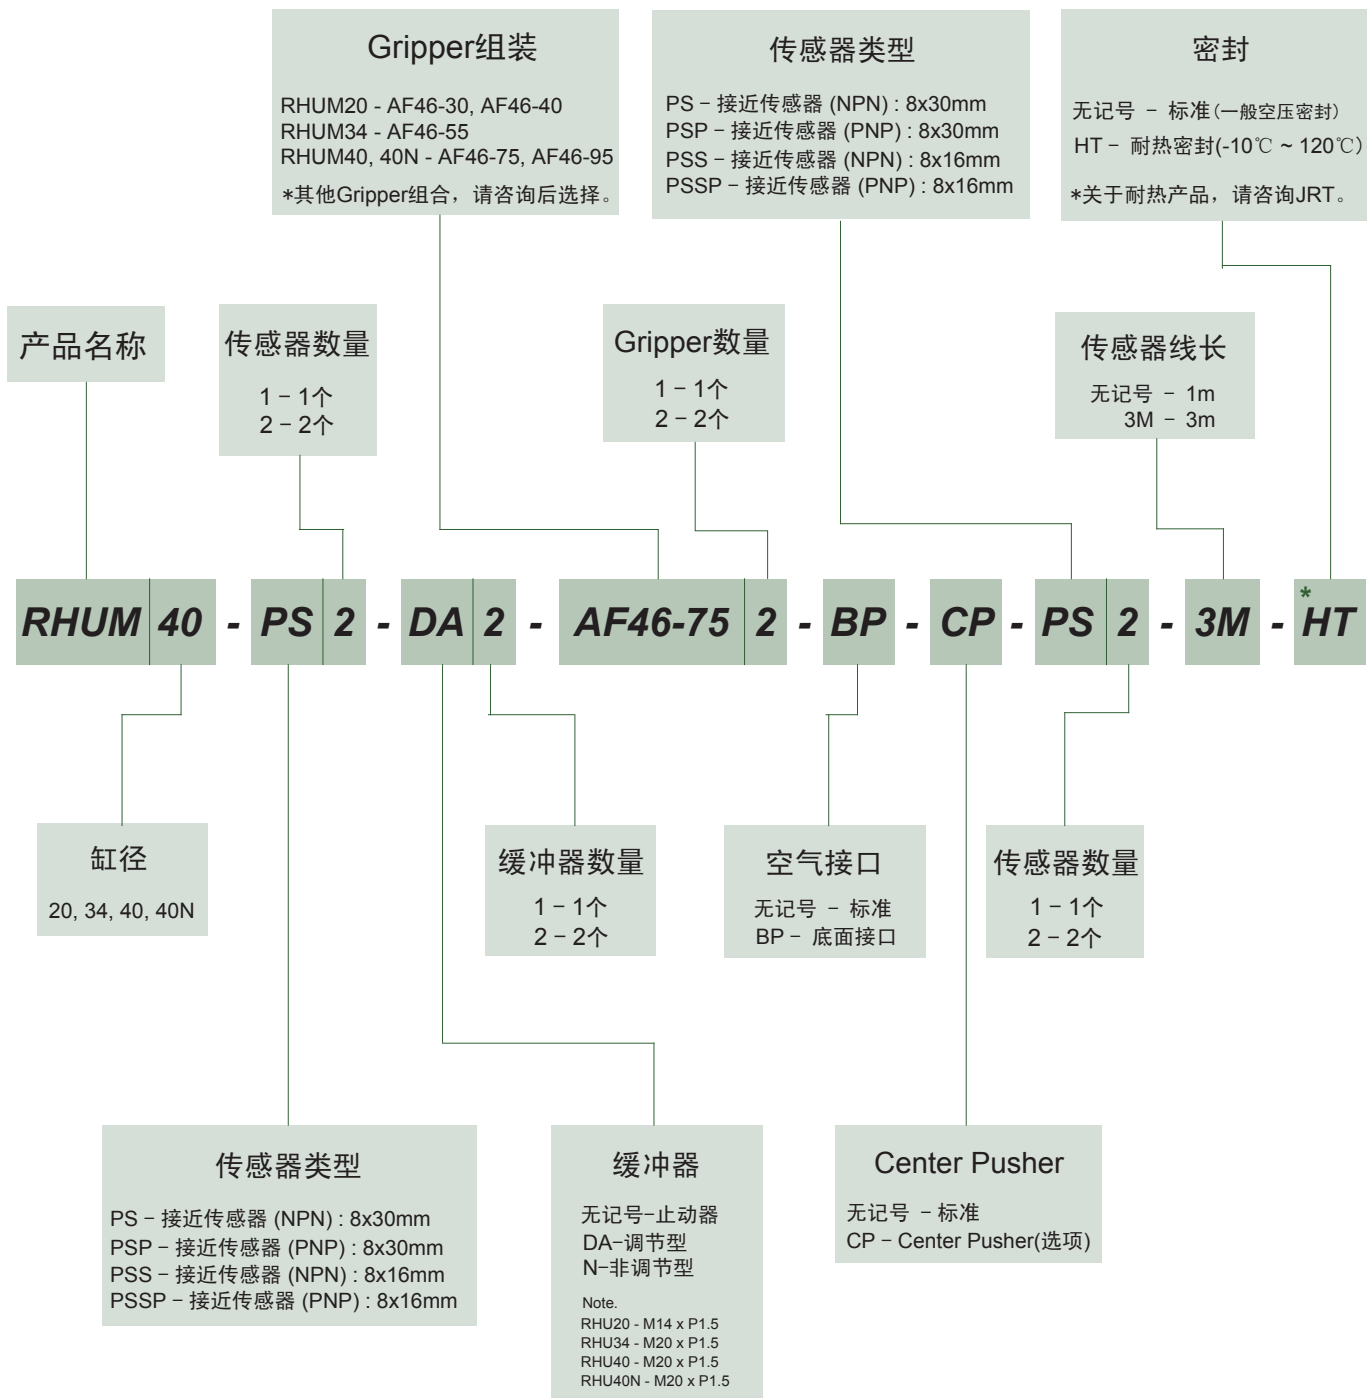 Gripper组装
RHUM20 - AF46-30, AF46-40
RHUM34 - AF46-55
RHUM40, 40N - AF46-75, AF46-95
*其他Gripper组合，请咨询后选择。
传感器类型
PS – 接近传感器 (NPN) : 8x30mm
PSP – 接近传感器 (PNP) : 8x30mm
PSS – 接近传感器 (NPN) : 8x16mm
PSSP – 接近传感器 (PNP) : 8x16mm
密封
无记号 – 标准(一般空压密封)
HT – 耐热密封(-10℃ ~ 120℃)
*关于耐热产品，请咨询JRT。
产品名称
传感器数量
1 – 1个
2 – 2个
Gripper数量
1 – 1个
2 – 2个
传感器线长
无记号 – 1m
3M – 3m
RHUM 40 - PS 2 - DA 2 - AF46-75 2 - BP - CP - PS 2 - 3M - *HT
缸径
20, 34, 40, 40N
缓冲器数量
1 – 1个
2 – 2个
空气接口
无记号 – 标准
BP – 底面接口
传感器数量
1 – 1个
2 – 2个
传感器类型
PS – 接近传感器 (NPN) : 8x30mm
PSP – 接近传感器 (PNP) : 8x30mm
PSS – 接近传感器 (NPN) : 8x16mm
PSSP – 接近传感器 (PNP) : 8x16mm
缓冲器
无记号–止动器
DA–调节型
N–非调节型
Note.
RHU20 - M14 x P1.5
RHU34 - M20 x P1.5
RHU40 - M20 x P1.5
RHU40N - M20 x P1.5
Center Pusher
无记号 – 标准
CP – Center Pusher(选项)